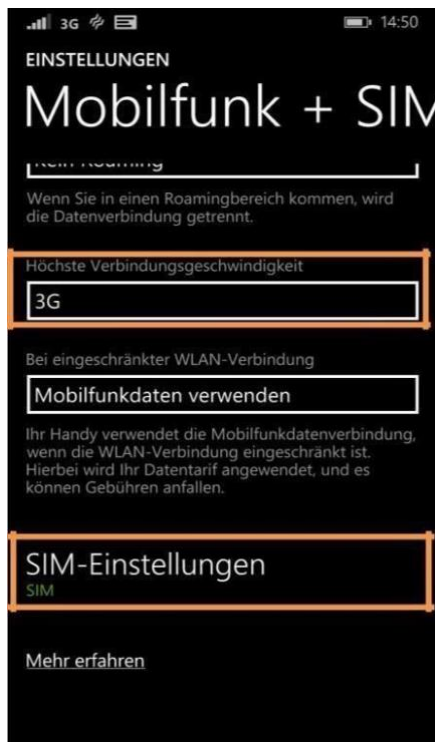 3G 14:50
EINSTELLUNGEN
Mobilfunk + SIM
Kein Roaming
Wenn Sie in einen Roamingbereich kommen, wird
die Datenverbindung getrennt.
Höchste Verbindungsgeschwindigkeit
3G
Bei eingeschränkter WLAN-Verbindung
Mobilfunkdaten verwenden
Ihr Handy verwendet die Mobilfunkdatenverbindung,
wenn die WLAN-Verbindung eingeschränkt ist.
Hierbei wird Ihr Datentarif angewendet, und es
können Gebühren anfallen.
SIM-Einstellungen
SIM
Mehr erfahren